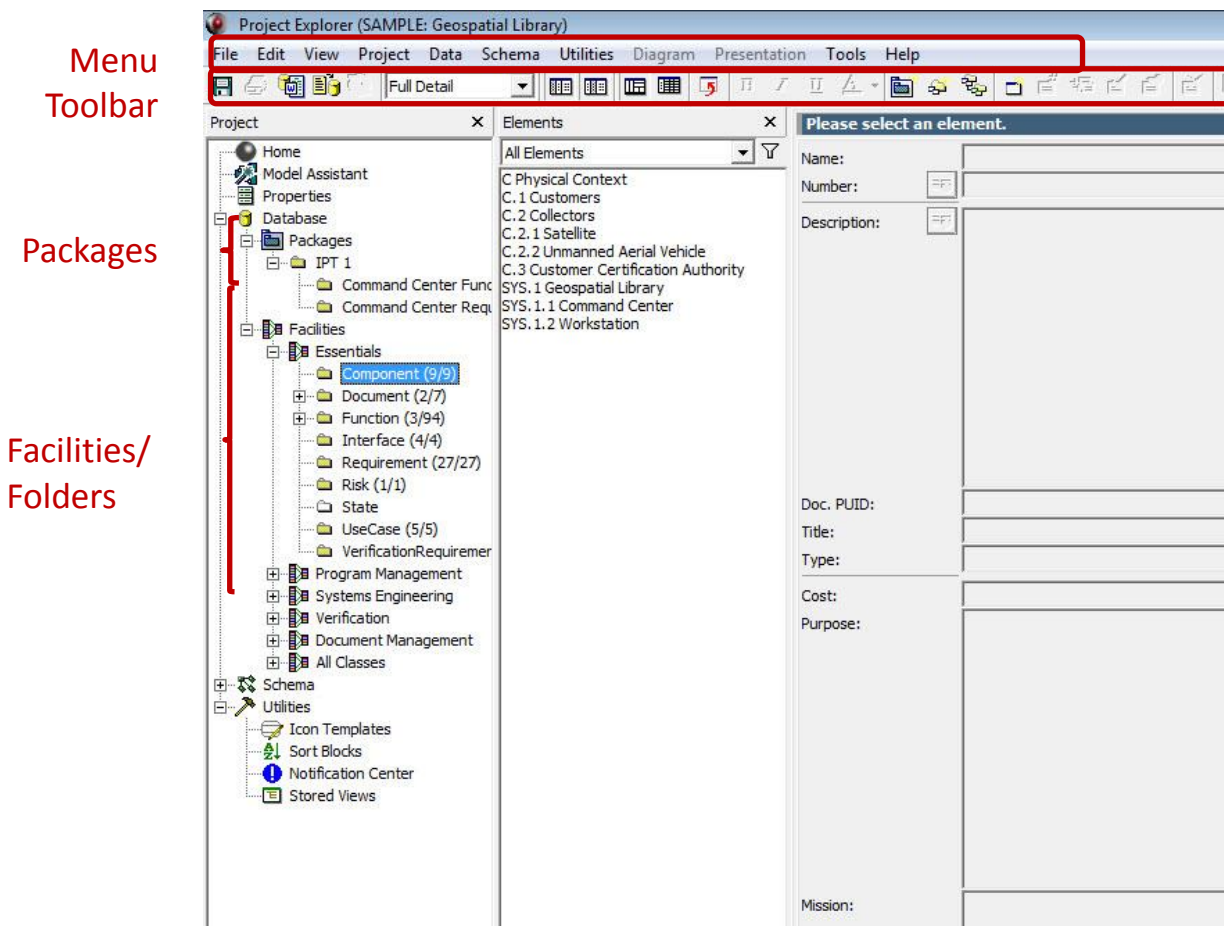 Project Explorer (SAMPLE: Geospatial Library)
File Edit View Project Data Schema Utilities Diagram Presentation Tools Help
Menu
Toolbar
Full Detail
Project
Home
Model Assistant
Properties
Database
Packages
IPT 1
Command Center Func
Command Center Requ
Facilities
Essentials
Component (9/9)
Document (2/7)
Function (3/94)
Interface (4/4)
Requirement (27/27)
Risk (1/1)
State
UseCase (5/5)
VerificationRequiremen
Program Management
Systems Engineering
Verification
Document Management
All Classes
Schema
Utilities
Icon Templates
Sort Blocks
Notification Center
Stored Views
Packages
Facilities/
Folders
Elements
All Elements
C Physical Context
C.1 Customers
C.2 Collectors
C.2.1 Satellite
C.2.2 Unmanned Aerial Vehicle
C.3 Customer Certification Authority
SYS.1 Geospatial Library
SYS.1.1 Command Center
SYS.1.2 Workstation
Please select an element.
Name:
Number:
Description:
Doc. PUID:
Title:
Type:
Cost:
Purpose:
Mission: